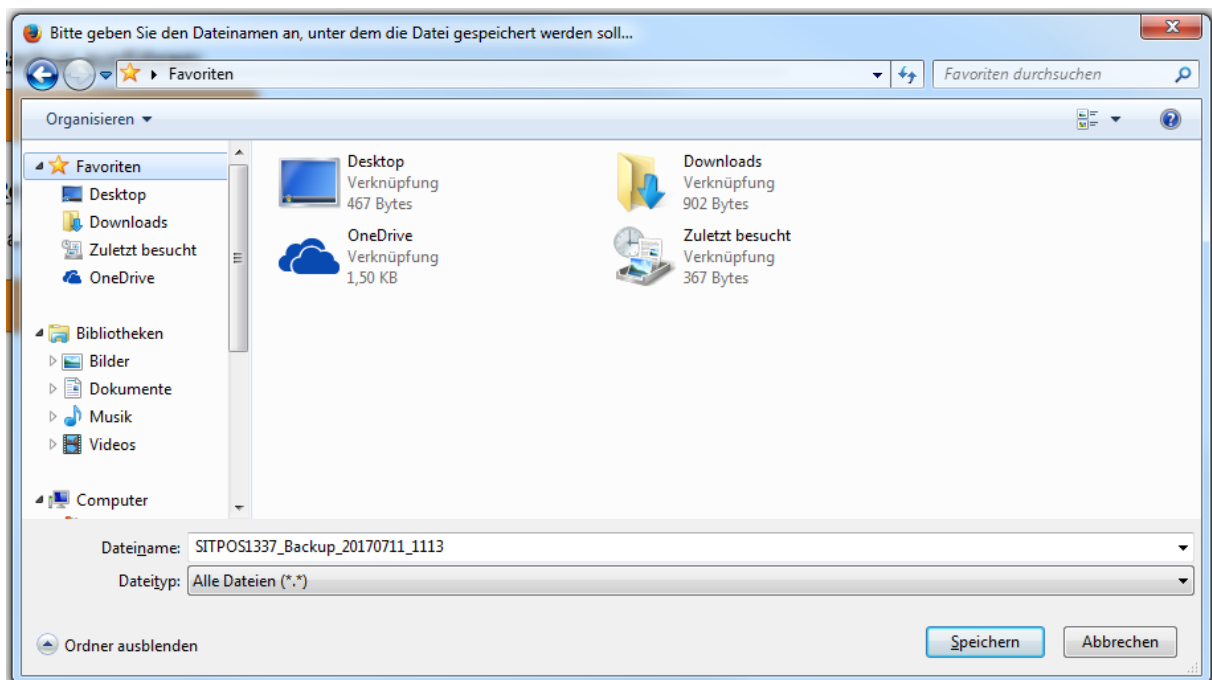 Bitte geben Sie den Dateinamen an, unter dem die Datei gespeichert werden soll...
Favoriten
Favoriten durchsuchen
Organisieren
Favoriten
Desktop
Downloads
Zuletzt besucht
OneDrive
Bibliotheken
Bilder
Dokumente
Musik
Videos
Computer
Desktop
Verknüpfung
467 Bytes
Downloads
Verknüpfung
902 Bytes
OneDrive
Verknüpfung
1,50 KB
Zuletzt besucht
Verknüpfung
367 Bytes
Dateiname: SITPOS1337_Backup_20170711_1113
Dateityp: Alle Dateien (*.*)
Ordner ausblenden
Speichern
Abbrechen